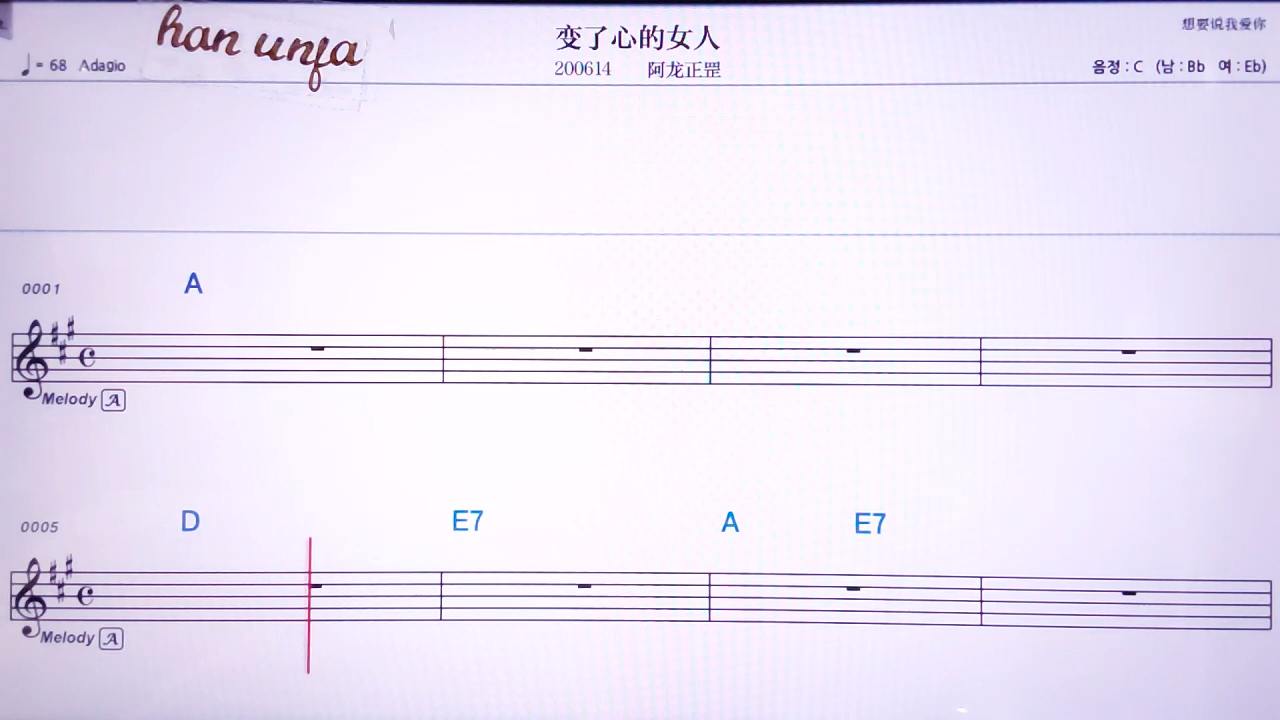 han unfa
变了心的女人
想要说我爱你
♩= 68 Adagio
200614 阿龙正罡
음정 : C (남 : Bb 여 : Eb)
0001 A
Melody A
0005 D E7 A E7
Melody A